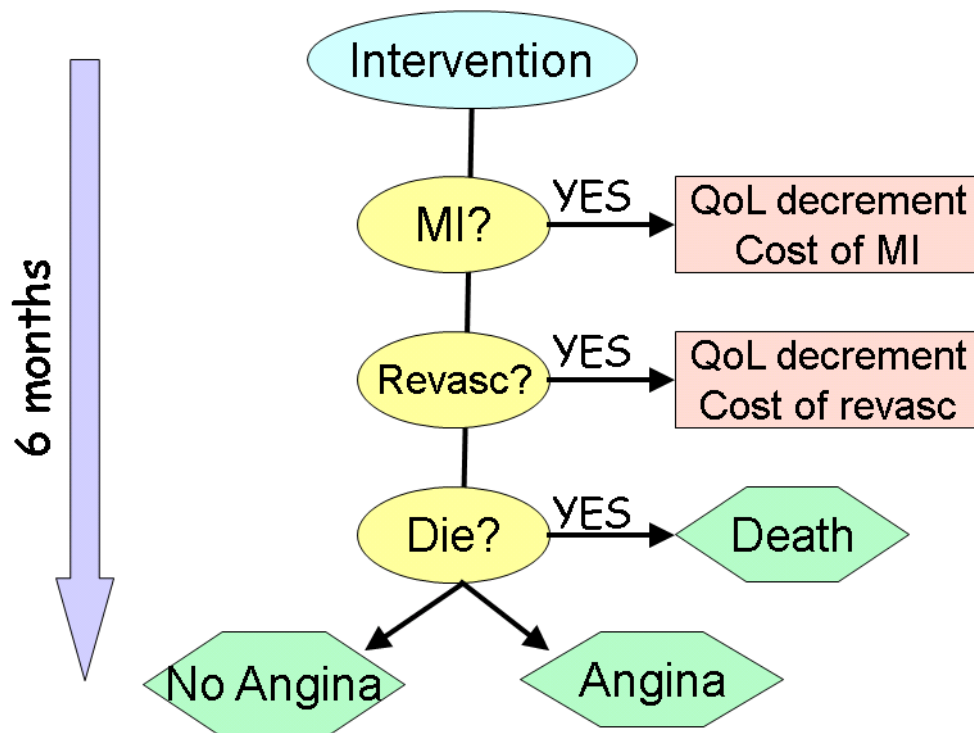 Intervention
MI?
YES
QoL decrement
Cost of MI
6 months
Revasc?
YES
QoL decrement
Cost of revasc
Die?
YES
Death
No Angina
Angina